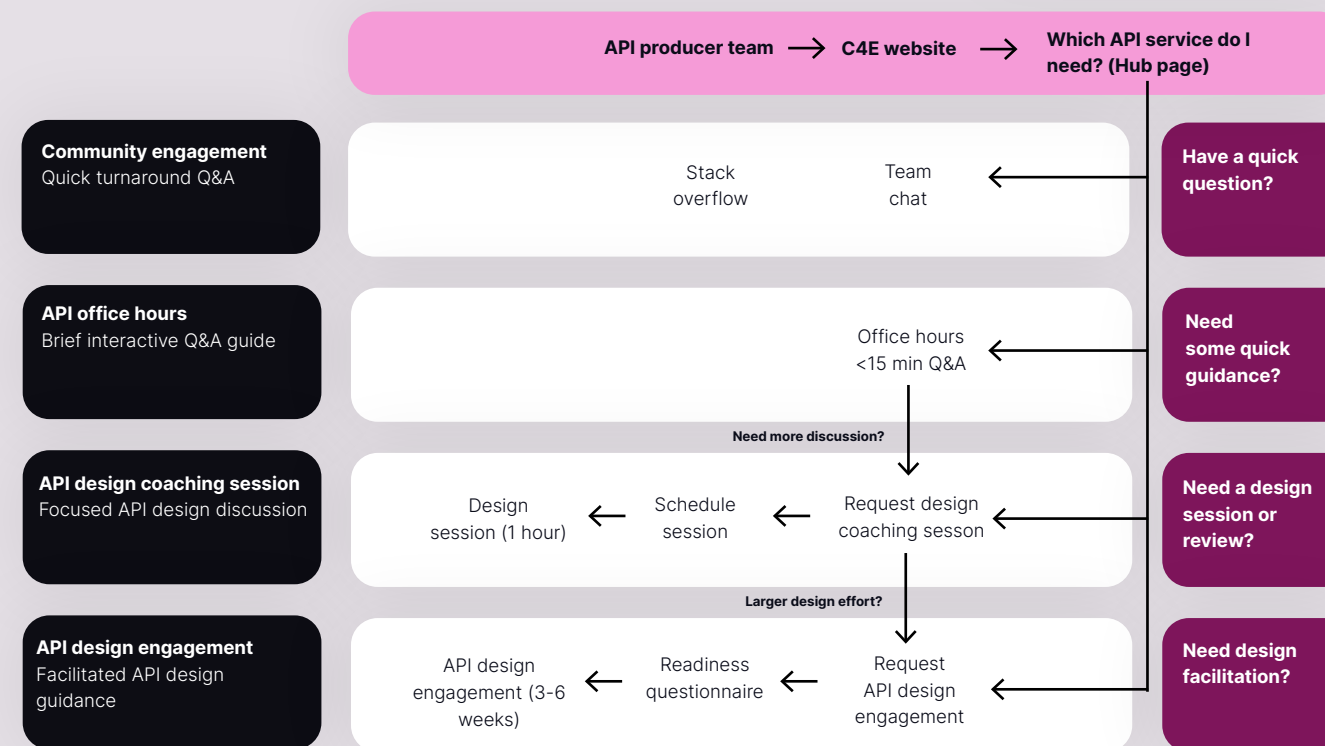 API producer team
C4E website
Which API service do I
need? (Hub page)
Community engagement
Quick turnaround Q&A
Stack
overflow
Team
chat
Have a quick
question?
API office hours
Brief interactive Q&A guide
Office hours
<15 min Q&A
Need
some quick
guidance?
Need more discussion?
API design coaching session
Focused API design discussion
Design
session (1 hour)
Schedule
session
Request design
coaching sesson
Need a design
session or
review?
Larger design effort?
API design engagement
Facilitated API design
guidance
API design
engagement (3-6
weeks)
Readiness
questionnaire
Request
API design
engagement
Need design
facilitation?